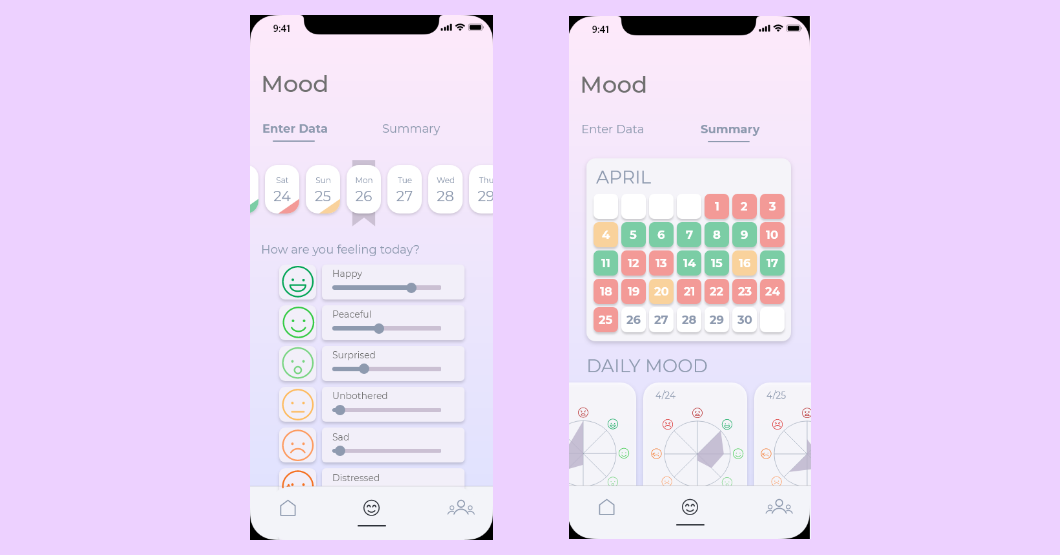 9:41
Mood
Enter Data Summary
Sat Sun Mon Tue Wed Thu
24 25 26 27 28 29
How are you feeling today?
Happy
Peaceful
Surprised
Unbothered
Sad
Distressed
9:41
Mood
Enter Data Summary
APRIL
1 2 3
4 5 6 7 8 9 10
11 12 13 14 15 16 17
18 19 20 21 22 23 24
25 26 27 28 29 30
DAILY MOOD
4/24 4/25